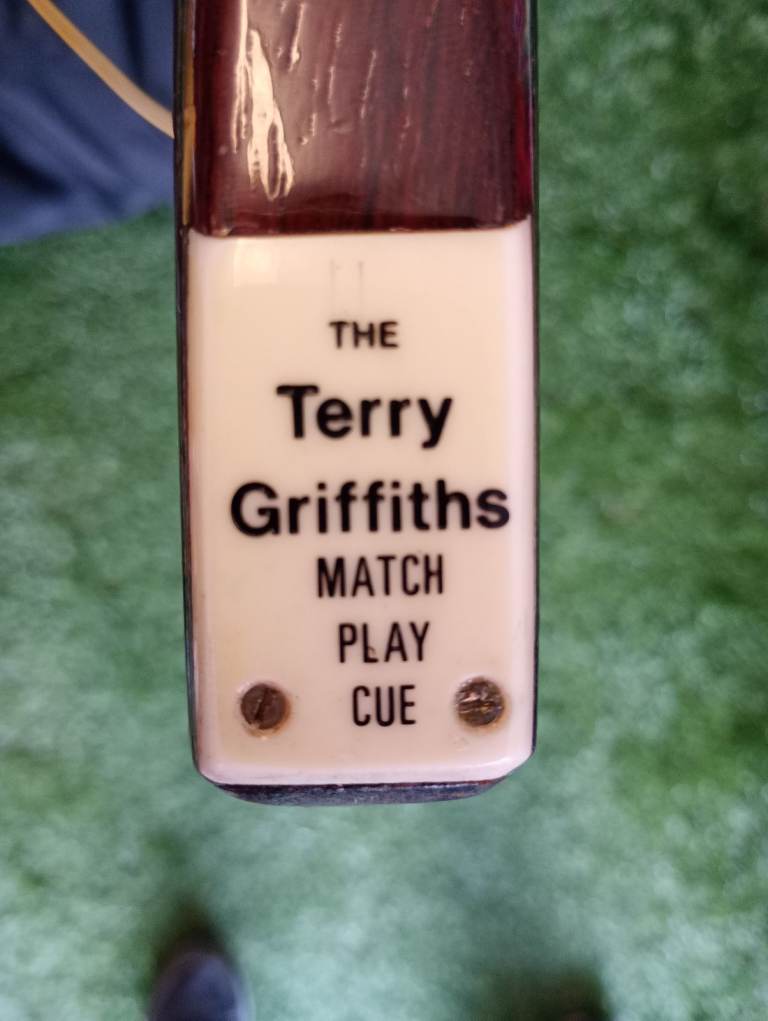 THE
Terry
Griffiths
MATCH
PLAY
CUE